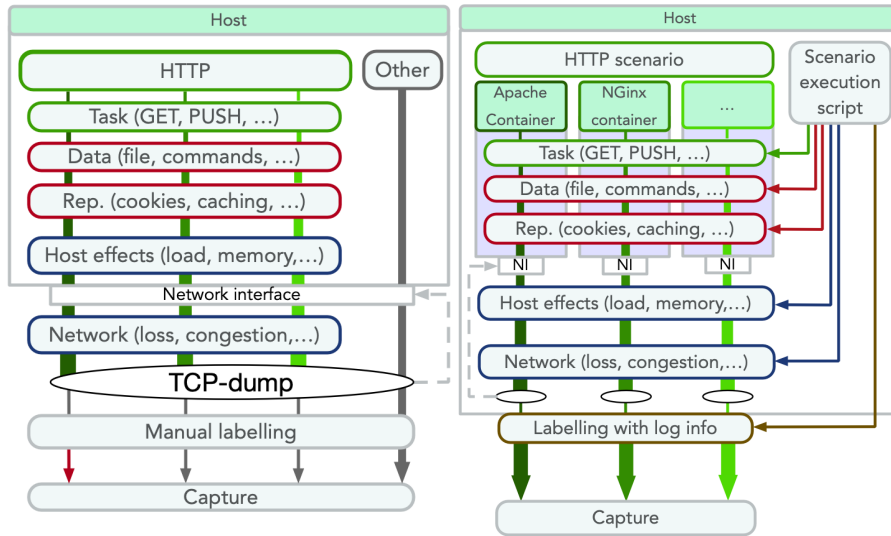 Host
HTTP
Other
Task (GET, PUSH, ...)
Data (file, commands, ...)
Rep. (cookies, caching, ...)
Host effects (load, memory,...)
Network interface
Network (loss, congestion,...)
TCP-dump
Manual labelling
Capture
Host
HTTP scenario
Scenario
execution
script
Apache
Container
NGinx
container
...
Task (GET, PUSH, ...)
Data (file, commands, ...)
Rep. (cookies, caching, ...)
NI
NI
NI
Host effects (load, memory,...)
Network (loss, congestion,...)
Labelling with log info
Capture